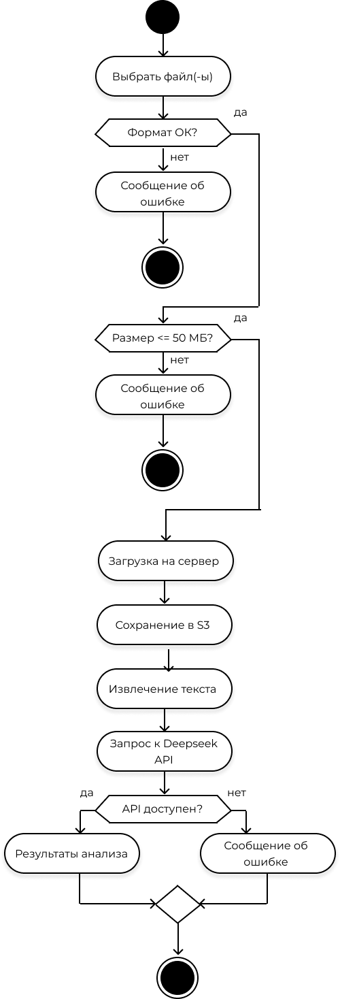 Выбрать файл(-ы)
да
Формат ОК?
нет
Сообщение об
ошибке
да
Размер <= 50 МБ?
нет
Сообщение об
ошибке
Загрузка на сервер
Сохранение в S3
Извлечение текста
Запрос к Deepseek
API
да
нет
API доступен?
Результаты анализа
Сообщение об
ошибке